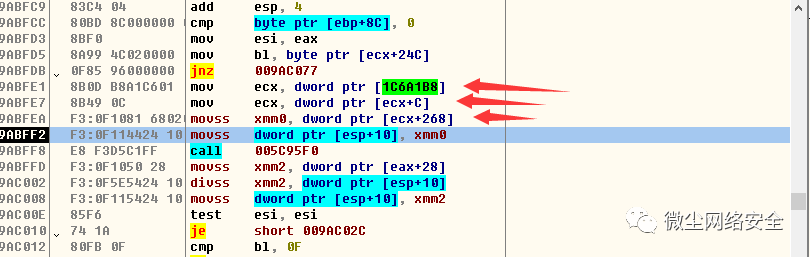 9ABFC9 83C4 04 add esp, 4
9ABFCC 80BD 8C000000 ( cmp byte ptr [ebp+8C], 0
9ABFD3 8BF0 mov esi, eax
9ABFD5 8A99 4C020000 mov bl, byte ptr [ecx+24C]
9ABFDB 0F85 96000000 jnz 009AC077
9ABFE1 8B0D B8A1C601 mov ecx, dword ptr [1C6A1B8]
9ABFE7 8B49 0C mov ecx, dword ptr [ecx+C]
9ABFEA F3:0F1081 6802( movss xmm0, dword ptr [ecx+268]
9ABFF2 F3:0F114424 10 movss dword ptr [esp+10], xmm0
9ABFF8 E8 F3D5C1FF call 005C95F0
9ABFFD F3:0F1050 28 movss xmm2, dword ptr [eax+28]
9AC002 F3:0F5E5424 10 divss xmm2, dword ptr [esp+10]
9AC008 F3:0F115424 10 movss dword ptr [esp+10], xmm2
9AC00E 85F6 test esi, esi
9AC010 74 1A je short 009AC02C
9AC012 80FB 0F cmp bl, 0F
微尘网络安全